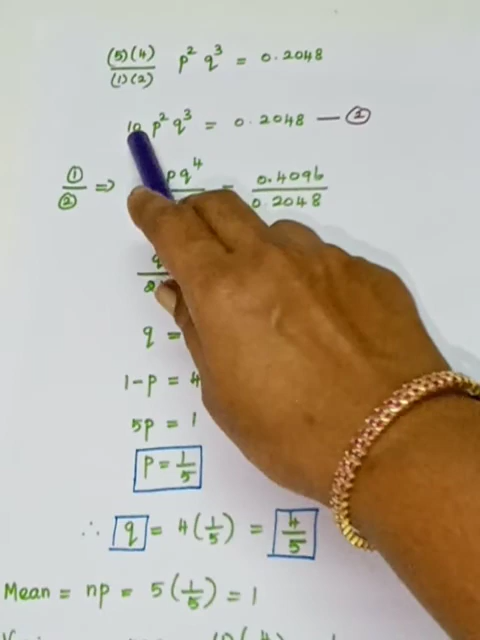 (5)(4)/(1)(2) p² q³ = 0.2048
10 p² q³ = 0.2048 — ②
①/② ⇒ pq⁴ = 0.4096/0.2048
q/2
q =
1-p = 4
5p = 1
p = 1/5
∴ q = 4(1/5) = 4/5
Mean = np = 5(1/5) = 1